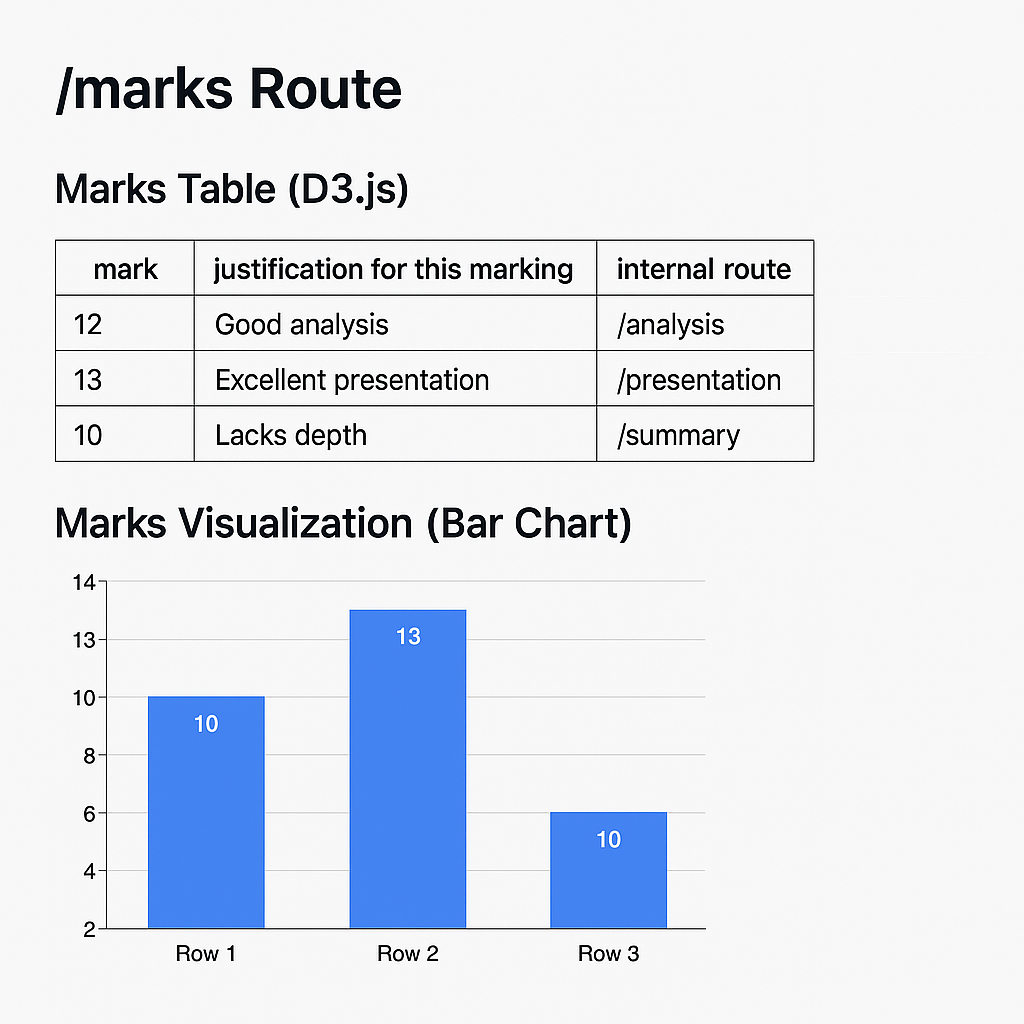 /marks Route
Marks Table (D3.js)
mark justification for this marking internal route
12 Good analysis /analysis
13 Excellent presentation /presentation
10 Lacks depth /summary
Marks Visualization (Bar Chart)
14
13
10
8
6
4
2
10
13
10
Row 1 Row 2 Row 3